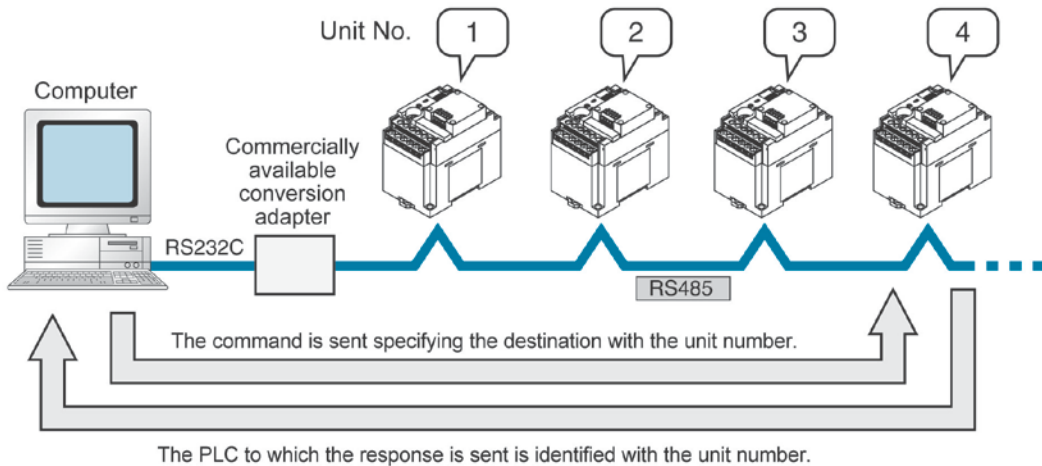 Unit No.
1
2
3
4
Computer
Commercially
available
conversion
adapter
RS232C
RS485
The command is sent specifying the destination with the unit number.
The PLC to which the response is sent is identified with the unit number.